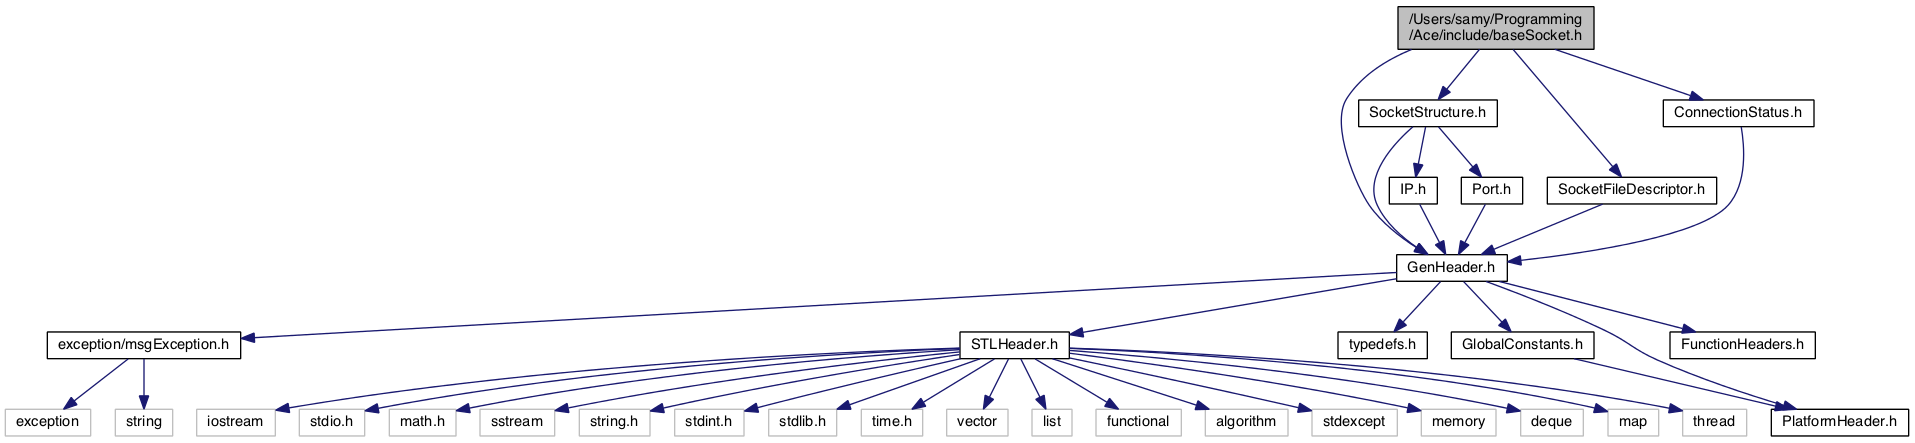 /Users/samy/Programming
/Ace/include/baseSocket.h
SocketStructure.h
ConnectionStatus.h
IP.h
Port.h
SocketFileDescriptor.h
GenHeader.h
exception/msgException.h
STLHeader.h
typedefs.h
GlobalConstants.h
FunctionHeaders.h
exception
string
iostream
stdio.h
math.h
sstream
string.h
stdint.h
stdlib.h
time.h
vector
list
functional
algorithm
stdexcept
memory
deque
map
thread
PlatformHeader.h